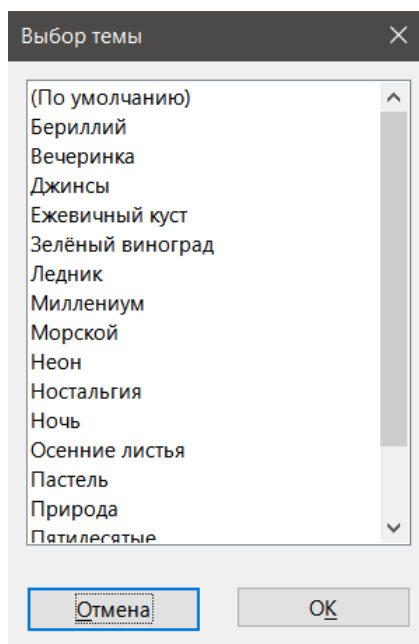 Выбор темы
(По умолчанию)
Бериллий
Вечеринка
Джинсы
Ежевичный куст
Зелёный виноград
Ледник
Миллениум
Морской
Неон
Ностальгия
Ночь
Осенние листья
Пастель
Природа
Пятидесятые
Отмена
OK